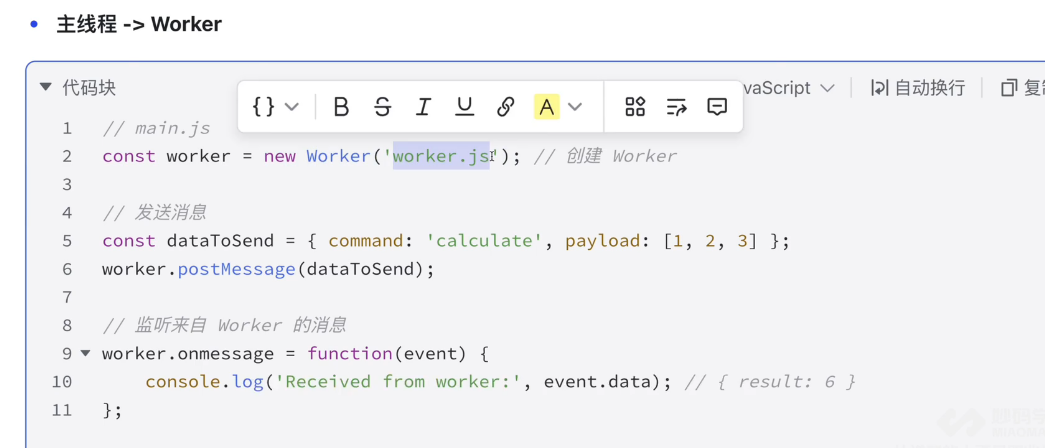 主线程 -> Worker
代码块
{} B S I U A
vaScript 自动换行
1 // main.js
2 const worker = new Worker('worker.js'); // 创建 Worker
3
4 // 发送消息
5 const dataToSend = { command: 'calculate', payload: [1, 2, 3] };
6 worker.postMessage(dataToSend);
7
8 // 监听来自 Worker 的消息
9 worker.onmessage = function(event) {
10 console.log('Received from worker:', event.data); // { result: 6 }
11 };